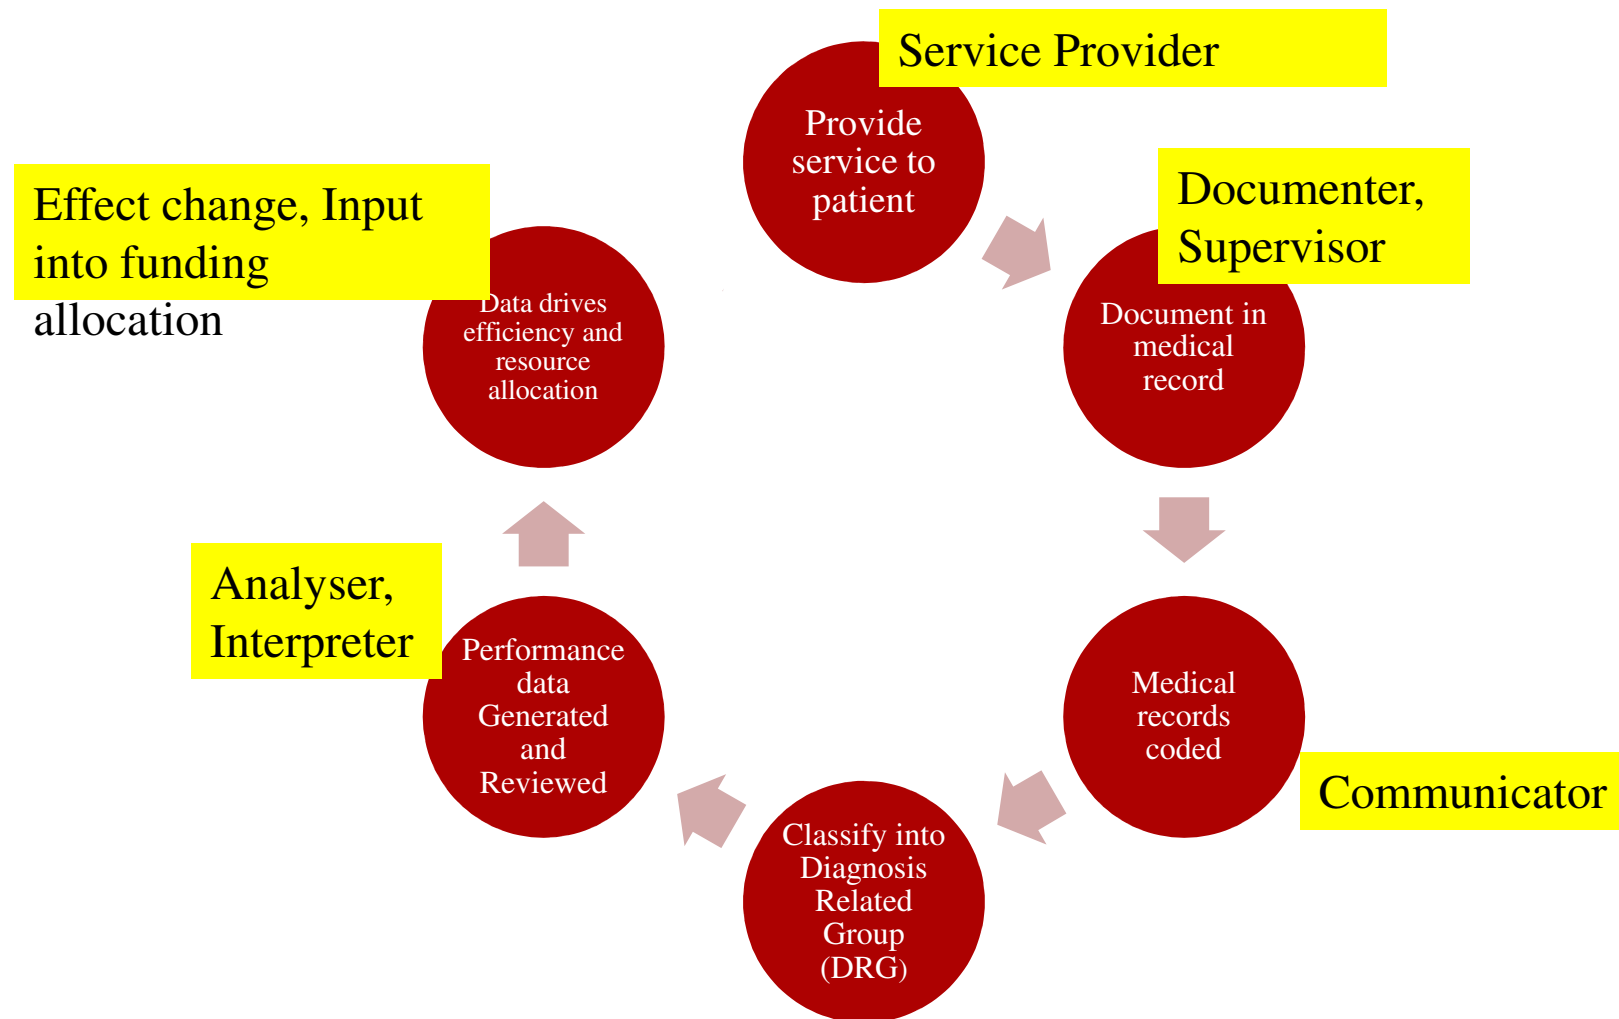 Service Provider
Provide
service to
patient
Documenter,
Supervisor
Document in
medical
record
Medical
records
coded
Communicator
Classify into
Diagnosis
Related
Group
(DRG)
Analyser,
Interpreter
Performance
data
Generated
and
Reviewed
Effect change, Input
into funding
allocation
Data drives
efficiency and
resource
allocation